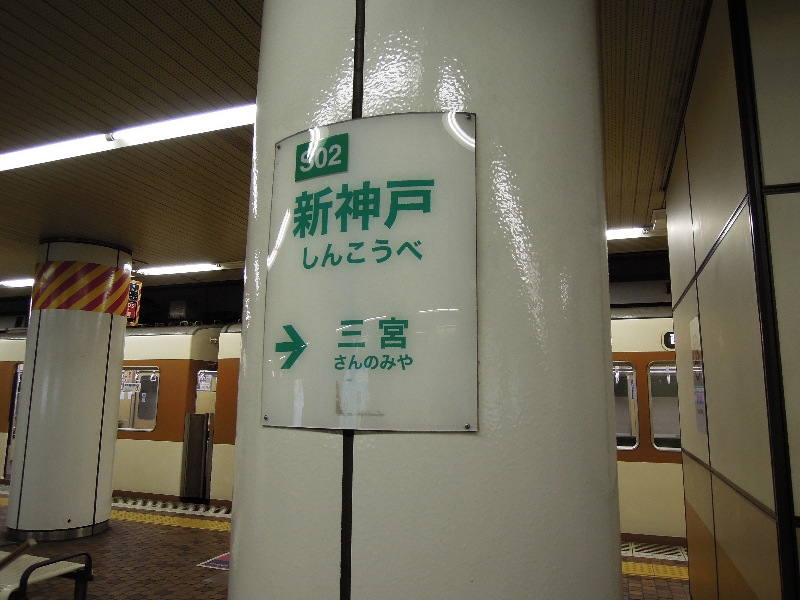 S02
新神戸
しんこうべ
三宮
さんのみや